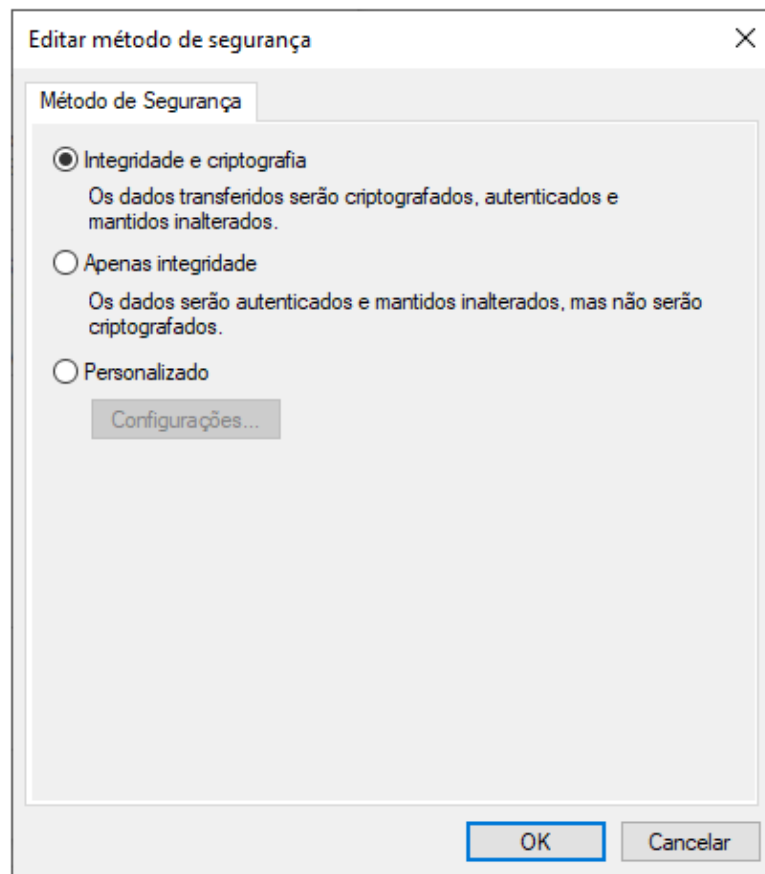 Editar método de segurança
Método de Segurança
Integridade e criptografia
Os dados transferidos serão criptografados, autenticados e
mantidos inalterados.
Apenas integridade
Os dados serão autenticados e mantidos inalterados, mas não serão
criptografados.
Personalizado
Configurações...
OK
Cancelar